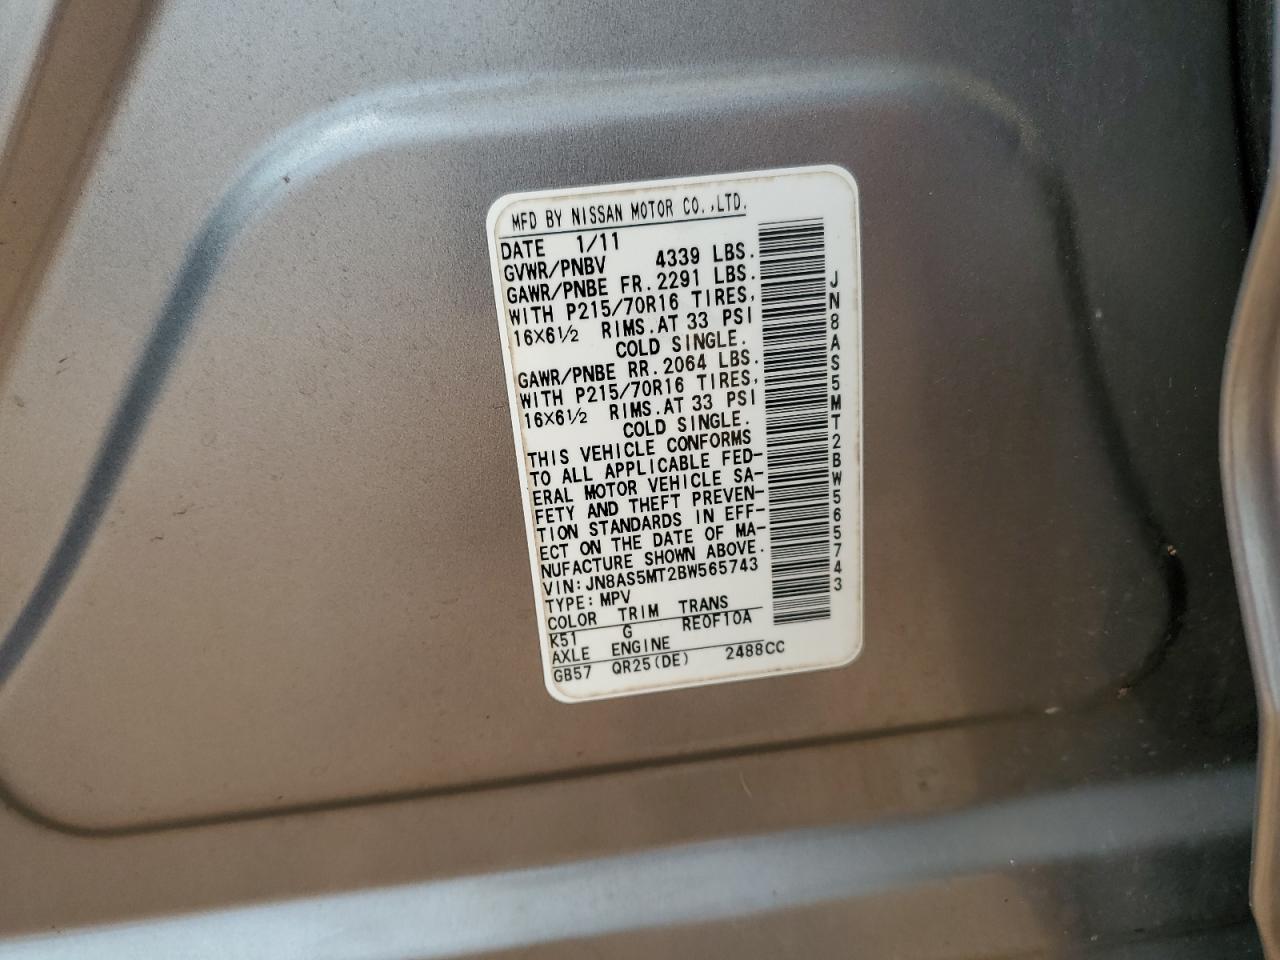 MFD BY NISSAN MOTOR CO.,LTD.
DATE 1/11
GVWR/PNBV 4339 LBS.
GAWR/PNBE FR.2291 LBS.
WITH P215/70R16 TIRES,
16X6½ RIMS.AT 33 PSI
COLD SINGLE.
GAWR/PNBE RR.2064 LBS.
WITH P215/70R16 TIRES,
16X6½ RIMS.AT 33 PSI
COLD SINGLE.
THIS VEHICLE CONFORMS
TO ALL APPLICABLE FED-
ERAL MOTOR VEHICLE SA-
FETY AND THEFT PREVEN-
TION STANDARDS IN EFF-
ECT ON THE DATE OF MA-
NUFACTURE SHOWN ABOVE.
VIN:JN8AS5MT2BW565743
TYPE:MPV
COLOR TRIM TRANS
K51 G RE0F10A
AXLE ENGINE
GB57 QR25(DE) 2488CC
JN8AS5MT2BW565743